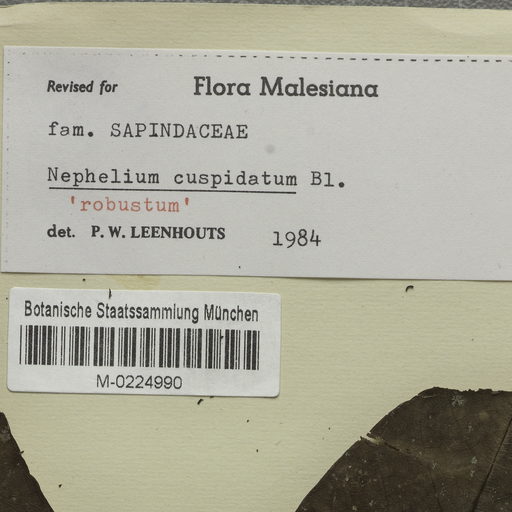 Revised for Flora Malesiana
fam. SAPINDACEAE
Nephelium cuspidatum Bl.
'robustum'
det. P. W. LEENHOUTS 1984
Botanische Staatssammlung München
M-0224990